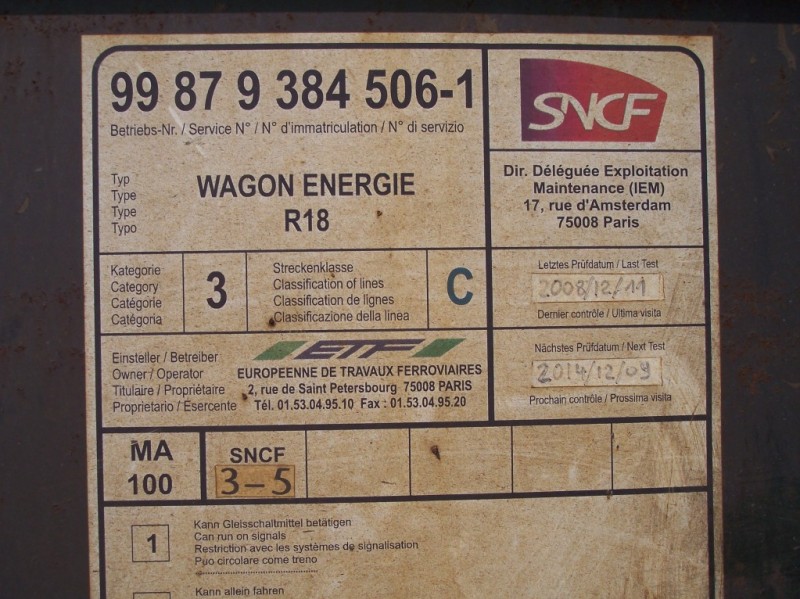 99 87 9 384 506-1
Betriebs-Nr. / Service N° / N° d'immatriculation / N° di servizio
SNCF
Dir. Déléguée Exploitation
Maintenance (IEM)
17, rue d'Amsterdam
75008 Paris
Typ
Type
Type
Typo
WAGON ENERGIE
R18
Kategorie
Category
Catégorie
Catégoria
3
Streckenklasse
Classification of lines
Classification de lignes
Classificazione della linea
C
Letztes Prüfdatum / Last Test
2008/12/11
Dernier contrôle / Ultima visita
Einsteller / Betreiber
Owner / Operator
Titulaire / Propriétaire
Proprietario / Esercente
ETF
EUROPEENNE DE TRAVAUX FERROVIAIRES
2, rue de Saint Petersbourg 75008 PARIS
Tél. 01.53.04.95.10 Fax : 01.53.04.95.20
Nächstes Prüfdatum / Next Test
2014/12/09
Prochain contrôle / Prossima visita
MA
100
SNCF
3-5
1
Kann Gleisschaltmittel betätigen
Can run on signals
Restriction avec les systèmes de signalisation
Puo circolare come treno
Kann allein fahren